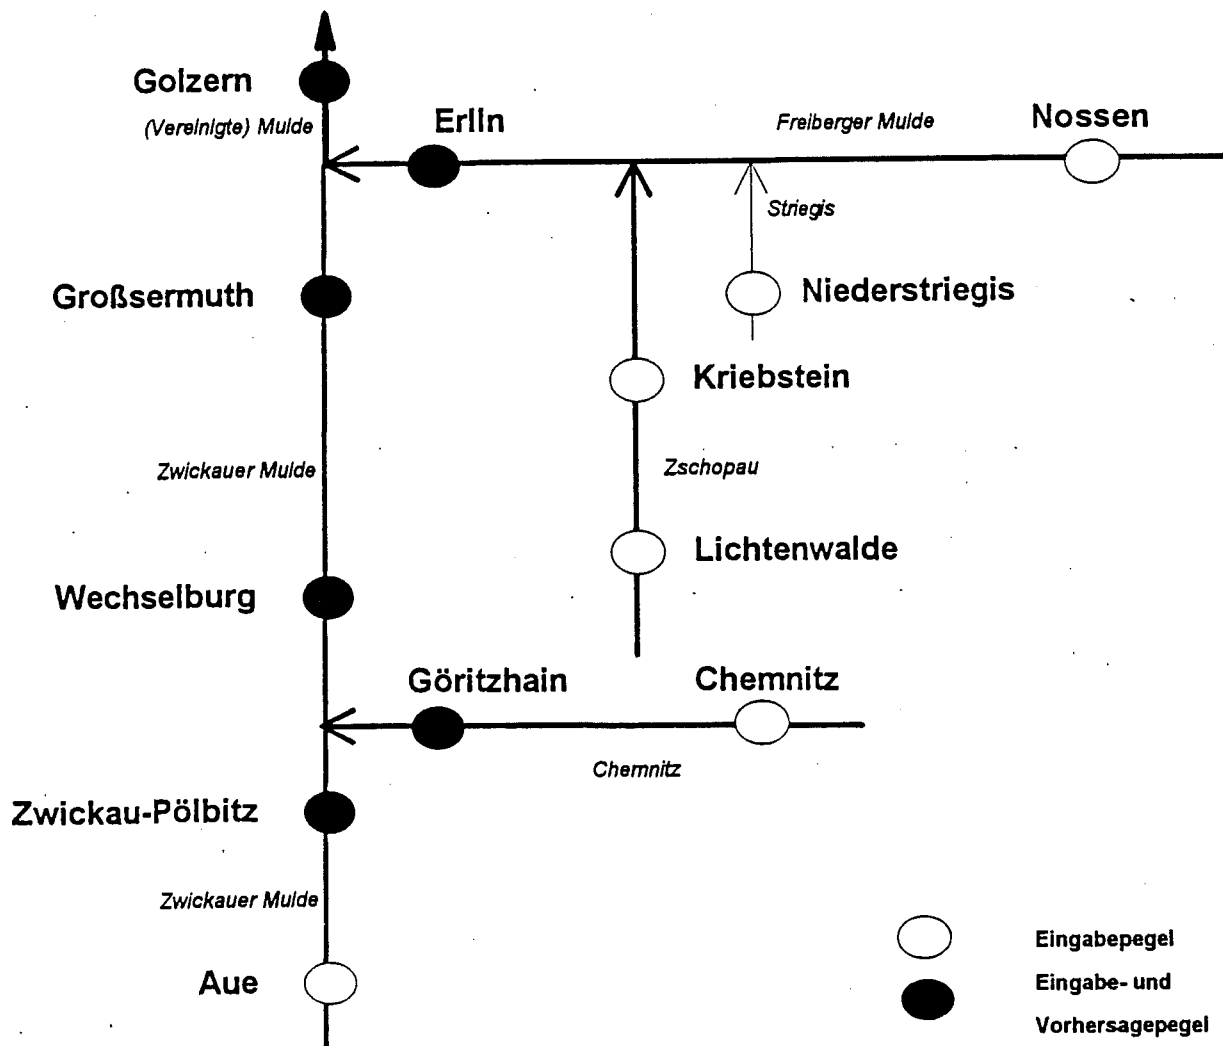 Golzern
(Vereinigte) Mulde
Erlln
Freiberger Mulde
Nossen
Striegis
Großsermuth
Niederstriegis
Kriebstein
Zwickauer Mulde
Zschopau
Lichtenwalde
Wechselburg
Göritzhain
Chemnitz
Chemnitz
Zwickau-Pölbitz
Zwickauer Mulde
Aue
Eingabepegel
Eingabe- und
Vorhersagepegel